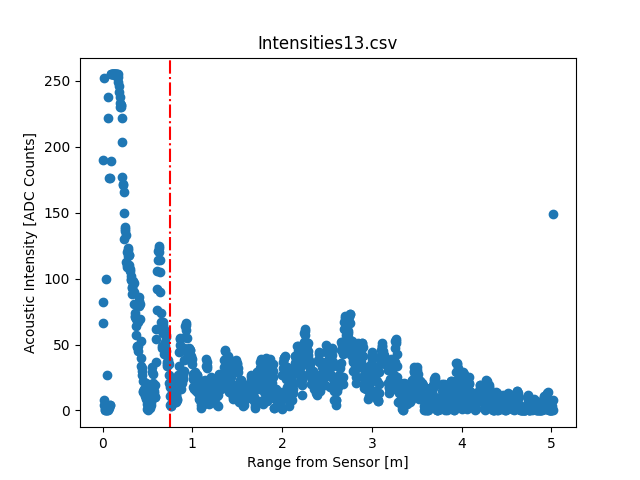 Intensities13.csv
Acoustic Intensity [ADC Counts]
250
200
150
100
50
0
0 1 2 3 4 5
Range from Sensor [m]